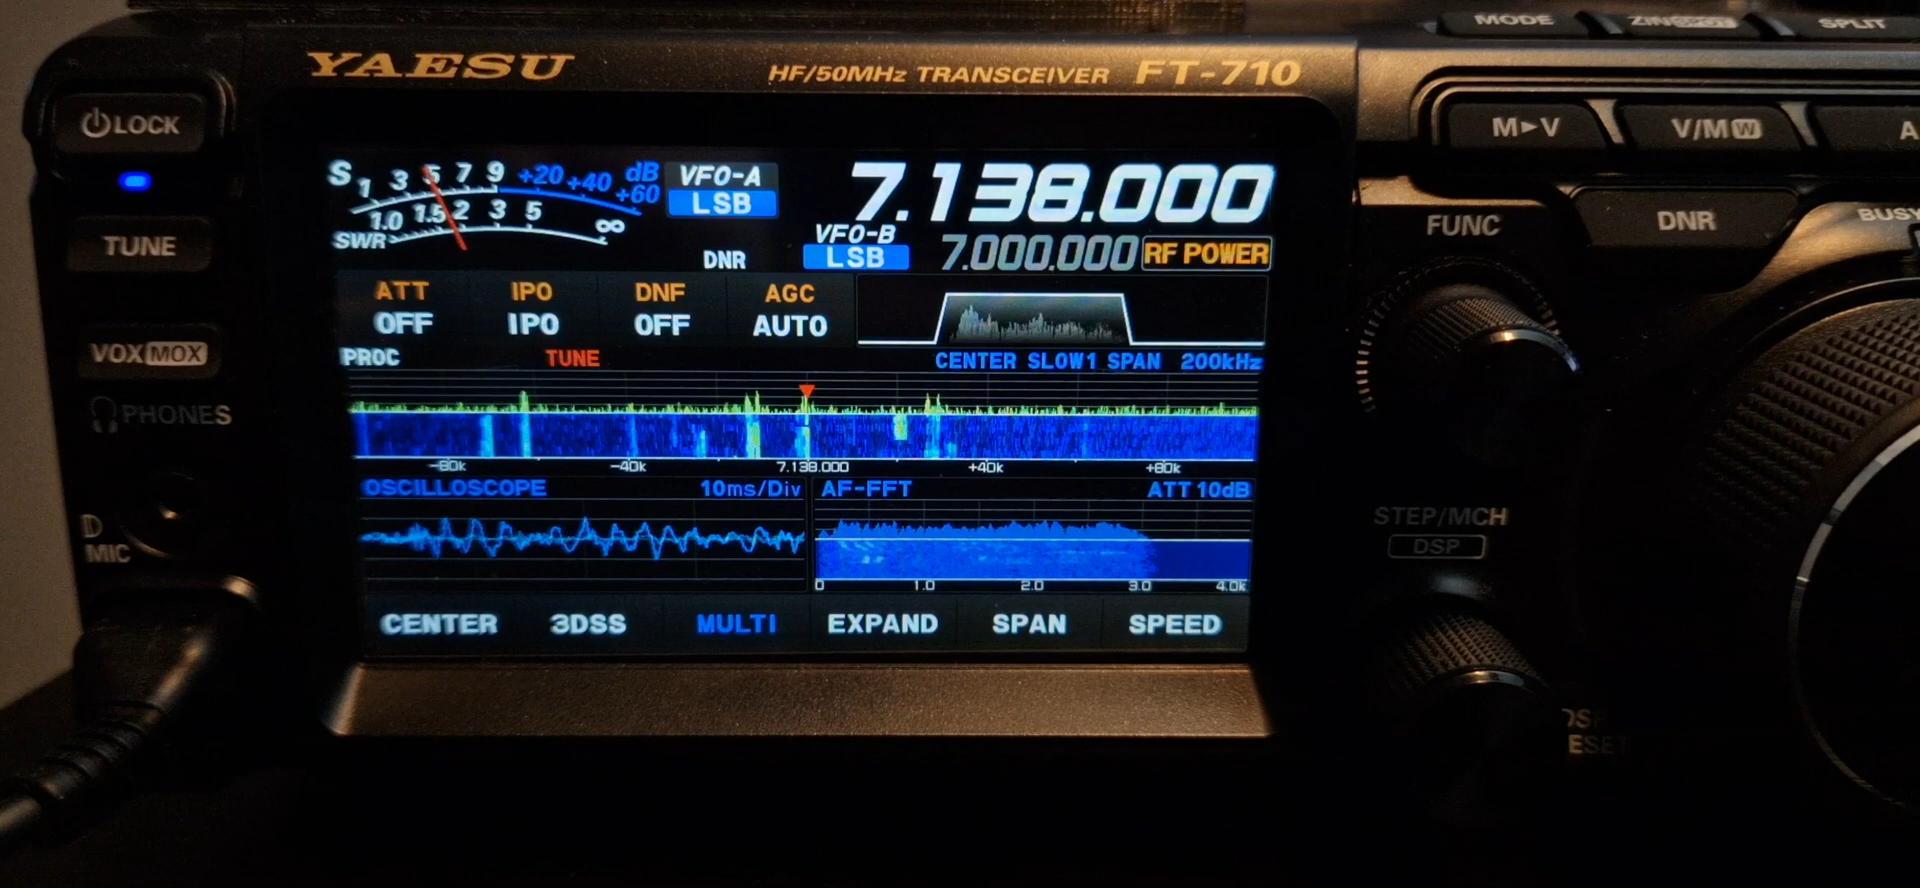 YAESU HF/50MHz TRANSCEIVER FT-710
MODE SPLIT
LOCK
M►V V/M W A
S 1 3 5 7 9 +20 +40 +60 dB
VFO-A
LSB
7.138.000
1.0 1.5 2 3 5 ∞
SWR
VFO-B
LSB
7.000.000
RF POWER
DNR
FUNC
DNR
BUSY
TUNE
ATT IPO DNF AGC
OFF IPO OFF AUTO
VOX MOX
PROC TUNE CENTER SLOW1 SPAN 200kHz
PHONES
-80k -40k 7.138.000 +40k +80k
OSCILLOSCOPE 10ms/Div AF-FFT ATT 10dB
STEP/MCH
DSP
MIC
0 1.0 2.0 3.0 4.0k
CENTER 3DSS MULTI EXPAND SPAN SPEED